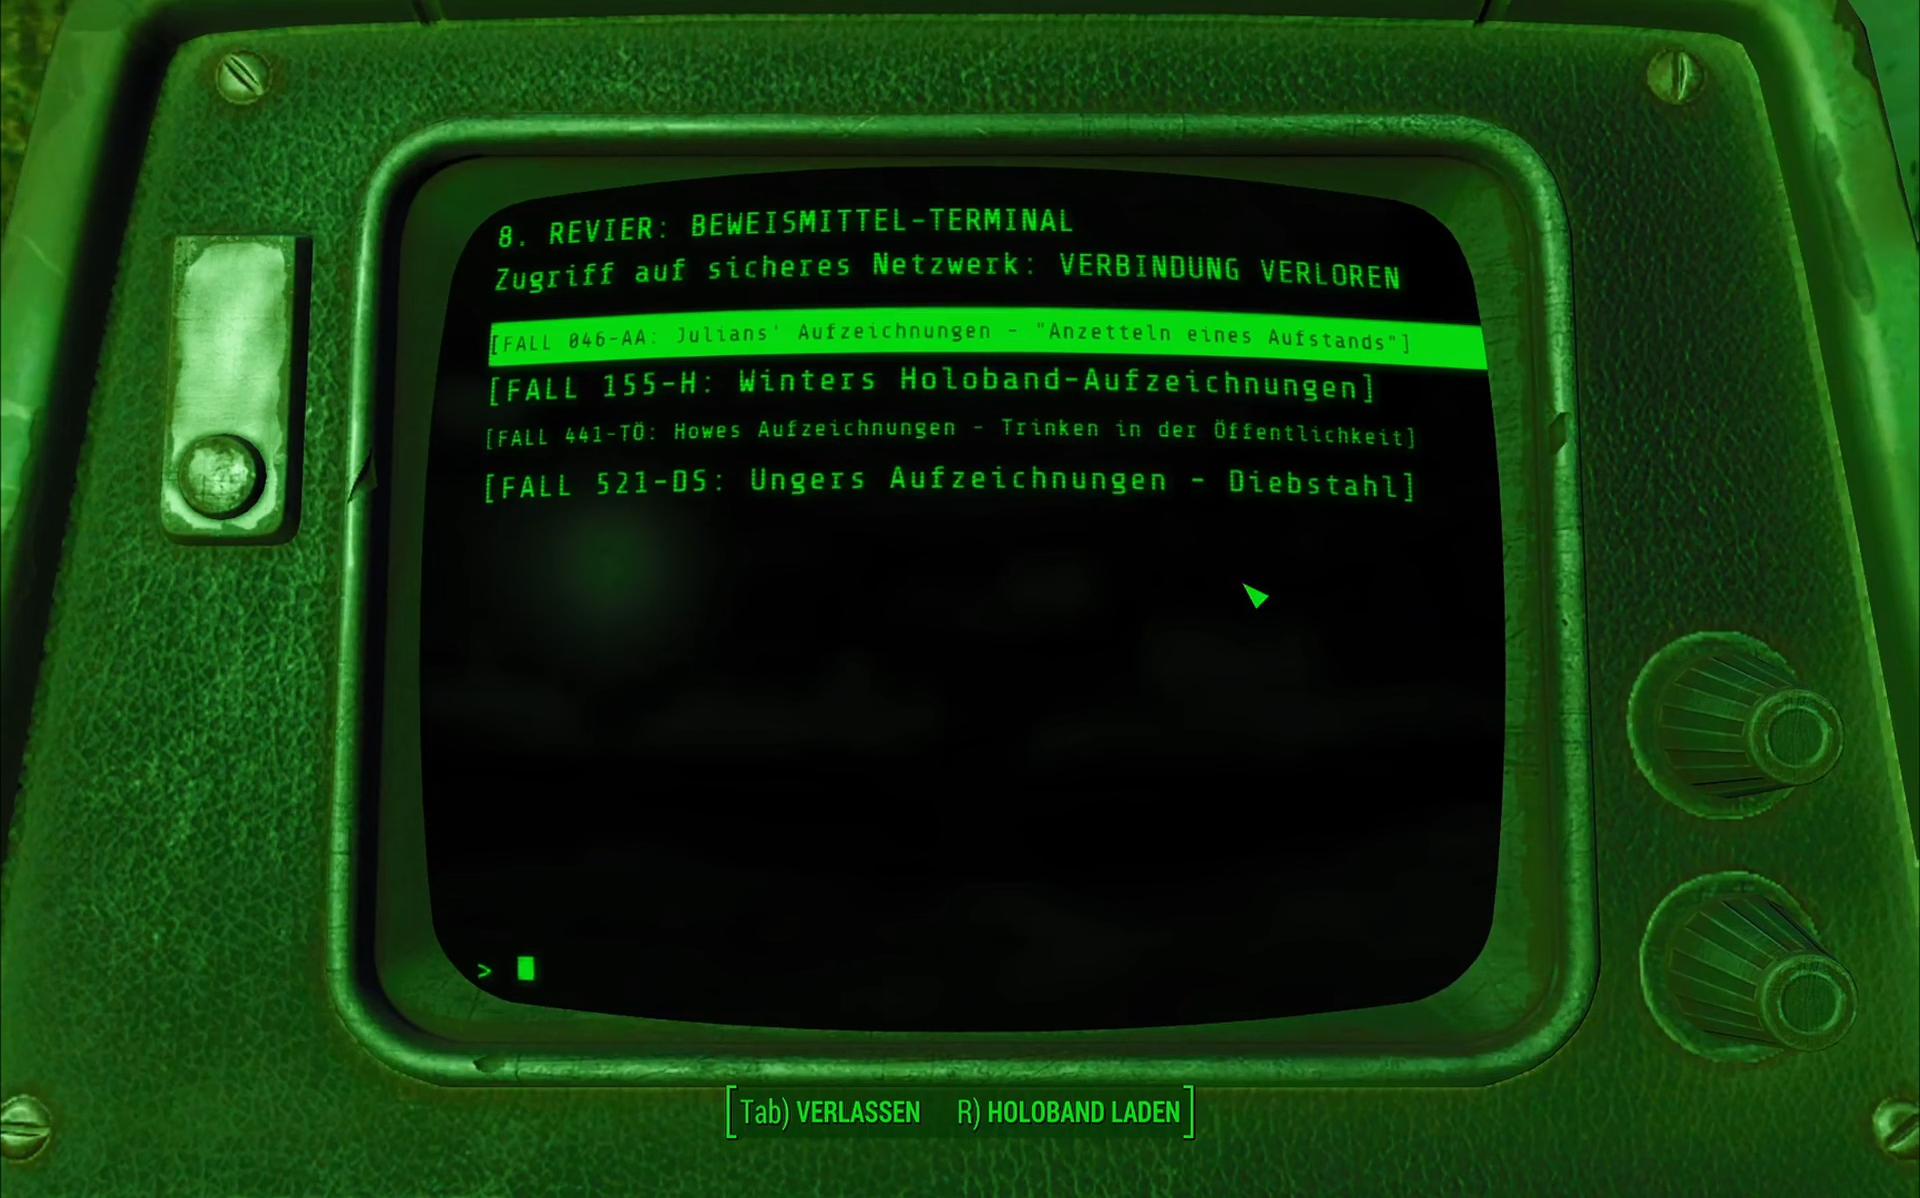 8. REVIER: BEWEISMITTEL-TERMINAL
Zugriff auf sicheres Netzwerk: VERBINDUNG VERLOREN
[FALL 046-AA: Julians' Aufzeichnungen - "Anzetteln eines Aufstands"]
[FALL 155-H: Winters Holoband-Aufzeichnungen]
[FALL 441-TÖ: Howes Aufzeichnungen - Trinken in der Öffentlichkeit]
[FALL 521-DS: Ungers Aufzeichnungen - Diebstahl]
>
[Tab) VERLASSEN R) HOLOBAND LADEN]